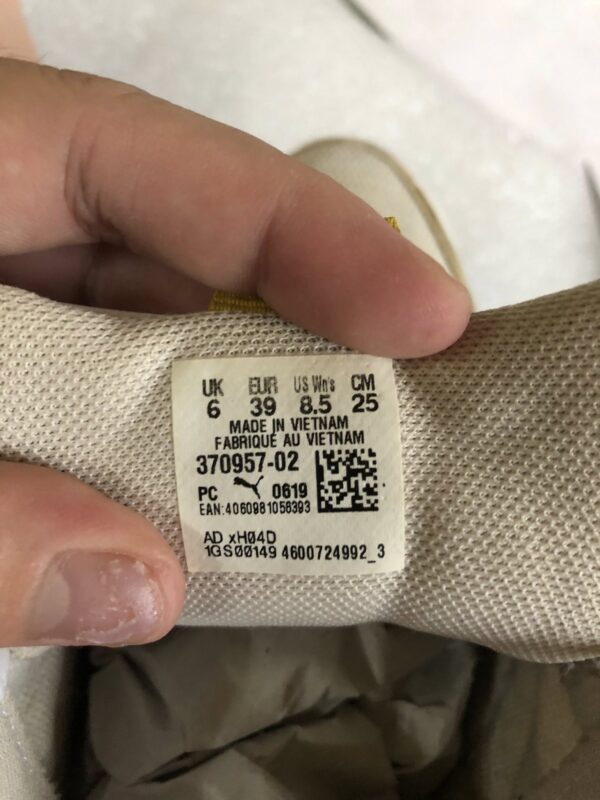 UK EUR US Wn's CM
6 39 8.5 25
MADE IN VIETNAM
FABRIQUÉ AU VIETNAM
370957-02
PC 0619
EAN:4060981056393
AD xH04D
1GS00149 4600724992_3